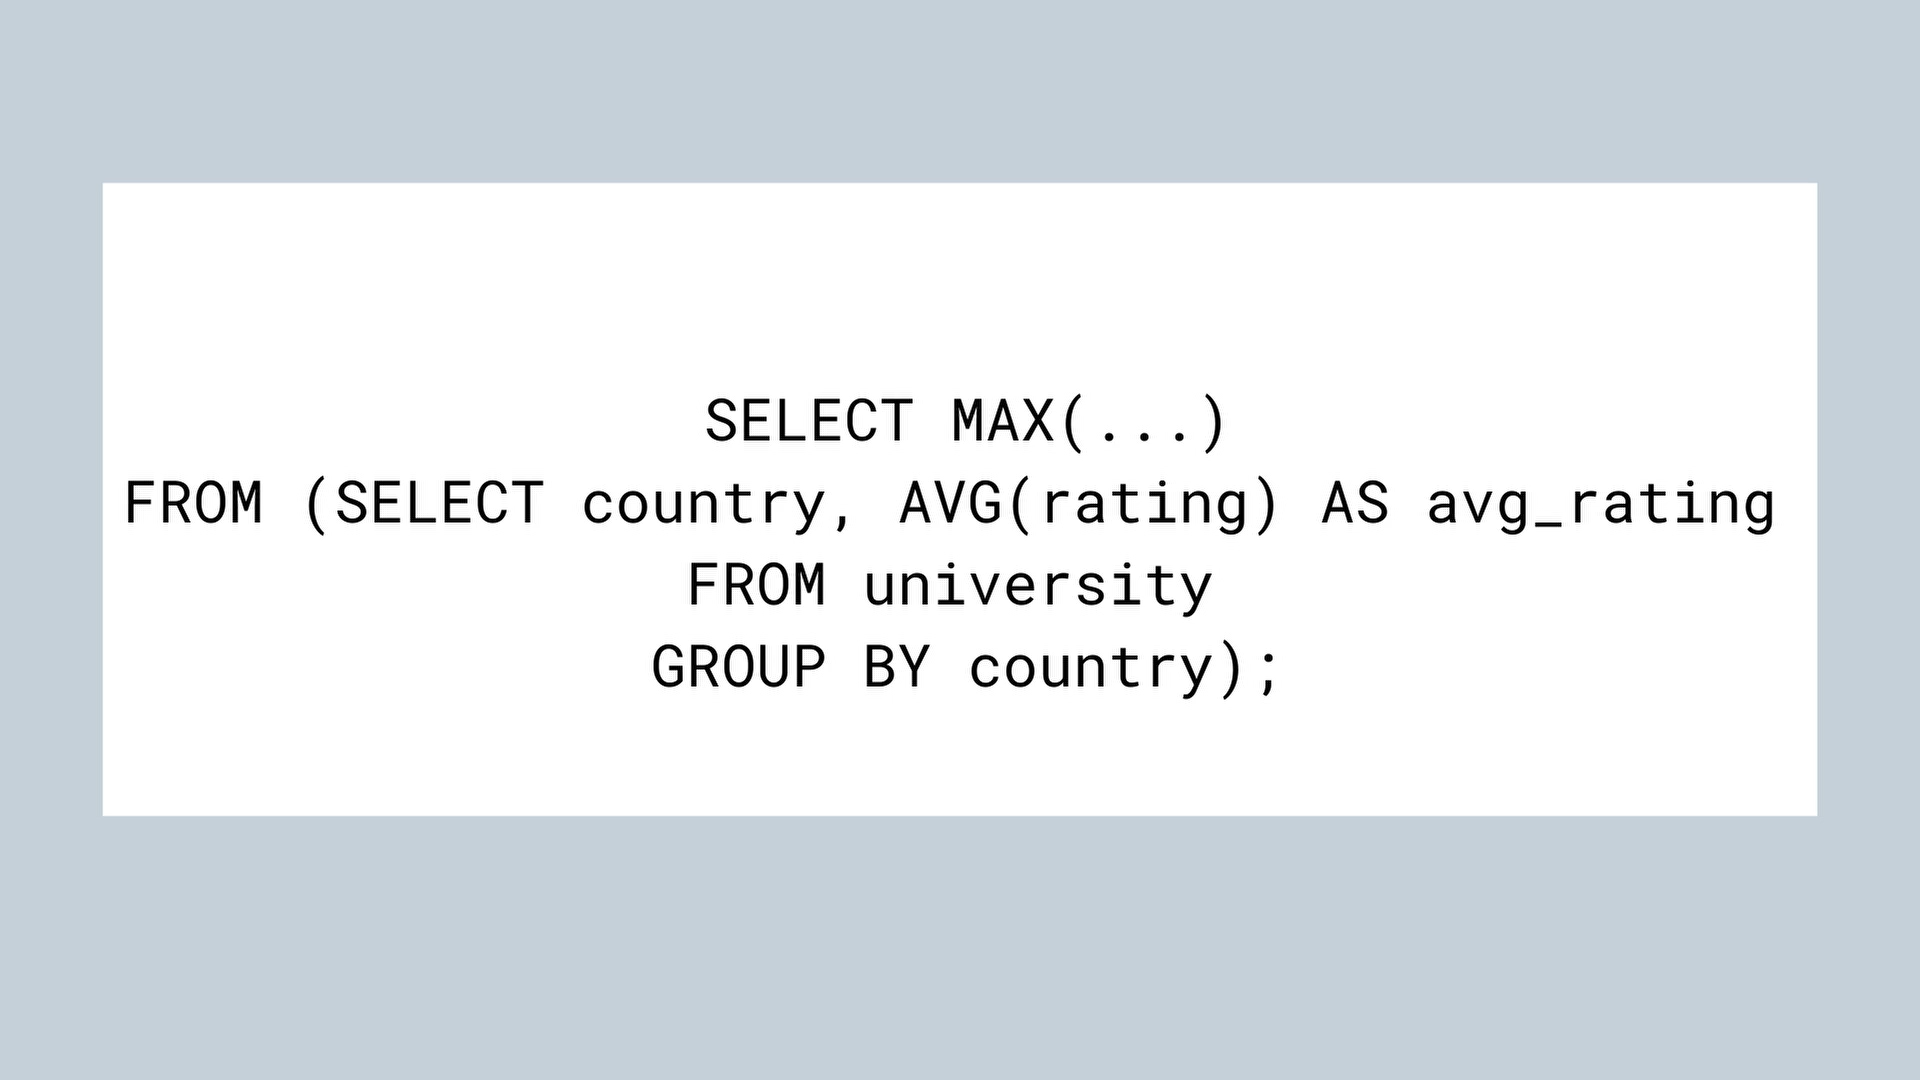 SELECT MAX(...)
FROM (SELECT country, AVG(rating) AS avg_rating
FROM university
GROUP BY country);